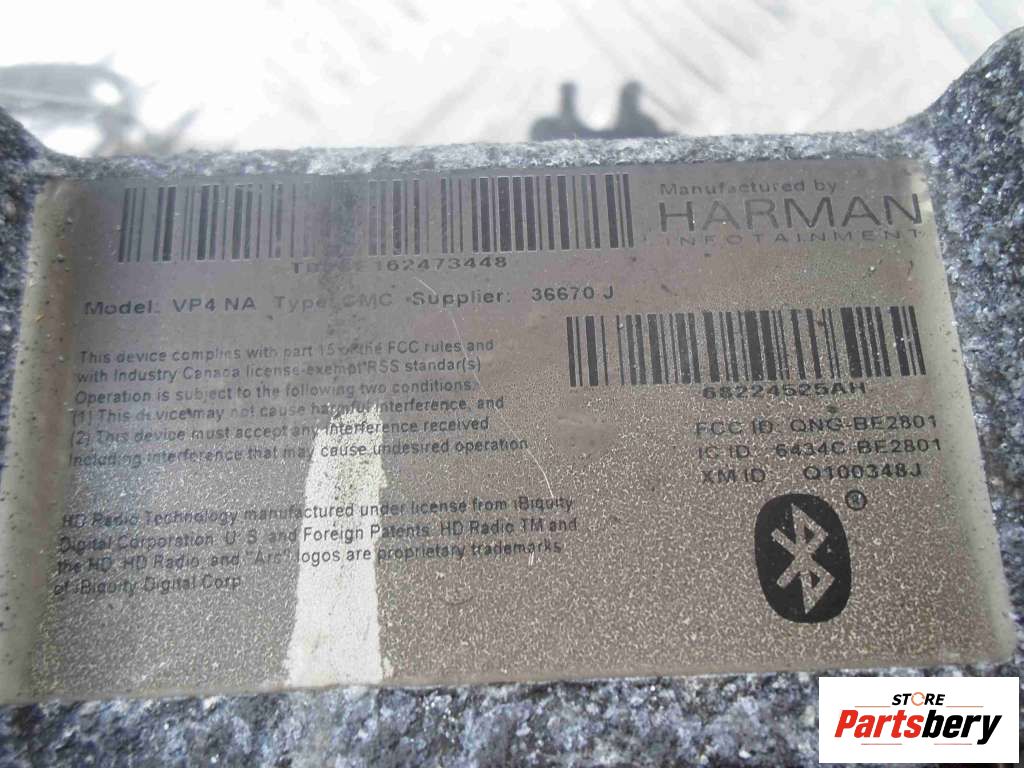 Manufactured by
HARMAN
INFOTAINMENT
162473448
Model: VP4 NA Type: CMC Supplier: 36670 J
This device complies with part 15 of the FCC rules and
with Industry Canada license-exempt RSS standar(s)
Operation is subject to the following two conditions:
(1) This device may not cause harmful interference, and
(2) This device must accept any interference received
including interference that may cause undesired operation
68224525AH
FCC ID: QNG-BE2801
IC ID: 6434C-BE2801
XM ID Q100348J
HD Radio Technology manufactured under license from iBiquity
Digital Corporation. U.S. and Foreign Patents. HD Radio TM and
the HD, HD Radio, and "Arc" logos are proprietary trademarks
of iBiquity Digital Corp
®
STORE
Partsbery